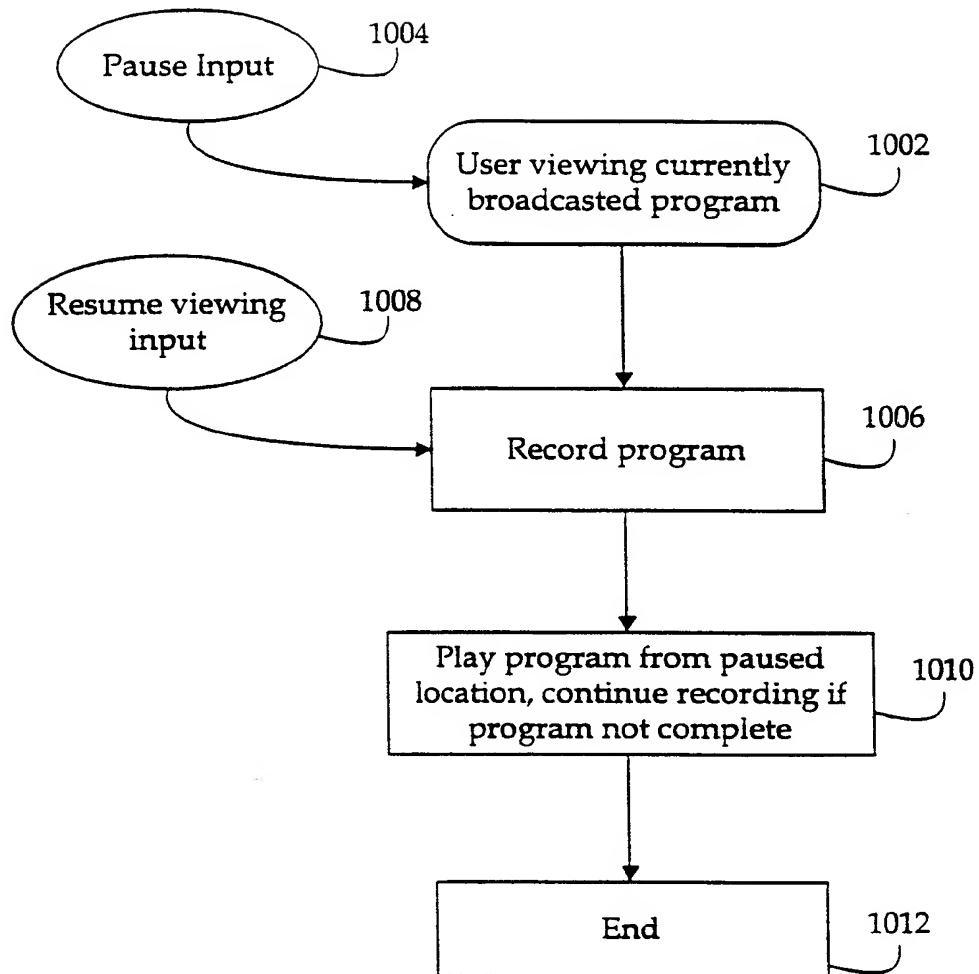 1004
Pause Input
1002
User viewing currently
broadcasted program
Resume viewing
input
1008
1006
Record program
Play program from paused
location, continue recording if
program not complete
1010
End
1012